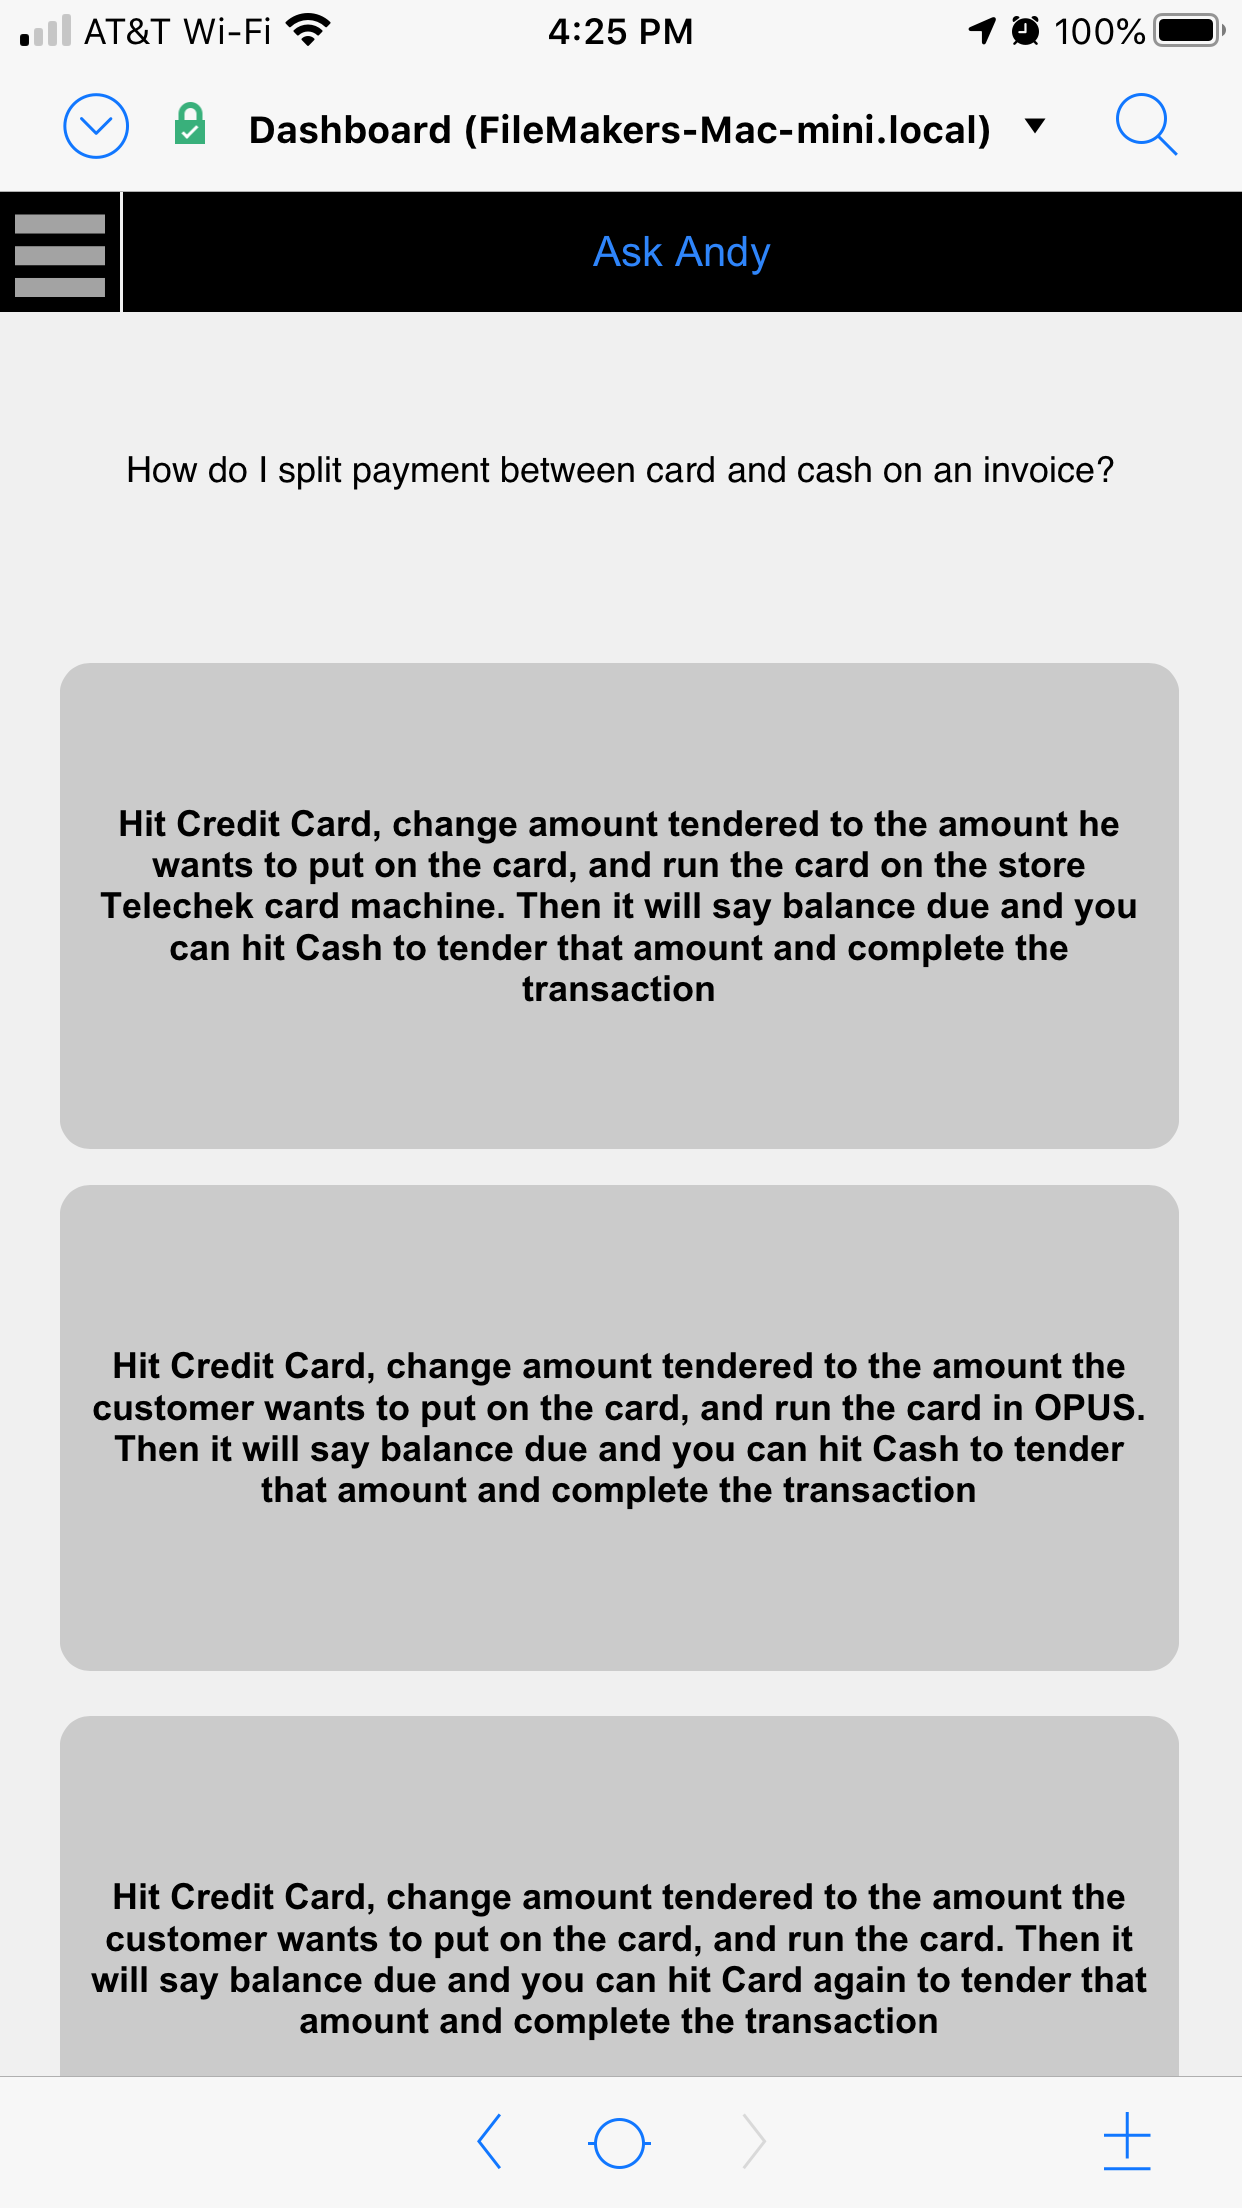 AT&T Wi-Fi
4:25 PM
100%
Dashboard (FileMakers-Mac-mini.local)
Ask Andy
How do I split payment between card and cash on an invoice?
Hit Credit Card, change amount tendered to the amount he
wants to put on the card, and run the card on the store
Telechek card machine. Then it will say balance due and you
can hit Cash to tender that amount and complete the
transaction
Hit Credit Card, change amount tendered to the amount the
customer wants to put on the card, and run the card in OPUS.
Then it will say balance due and you can hit Cash to tender
that amount and complete the transaction
Hit Credit Card, change amount tendered to the amount the
customer wants to put on the card, and run the card. Then it
will say balance due and you can hit Card again to tender that
amount and complete the transaction